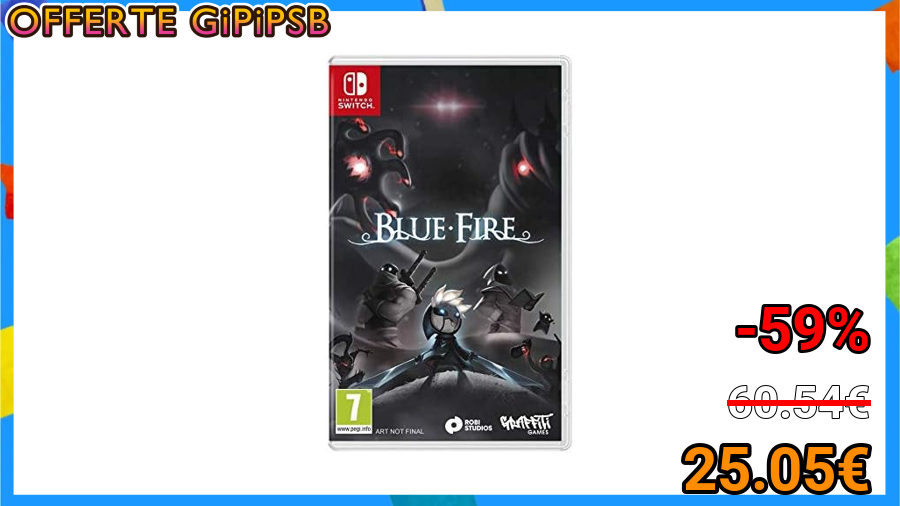 OFFERTE GiPiPSB
NINTENDO
SWITCH.
BLUE·FIRE
7
www.pegi.info
ART NOT FINAL
ROBI
STUDIOS
GRAFFITI
GAMES
-59%
60.54€
25.05€